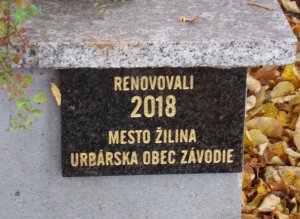 RENOVOVALI
2018
MESTO ŽILINA
URBÁRSKA OBEC ZÁVODIE